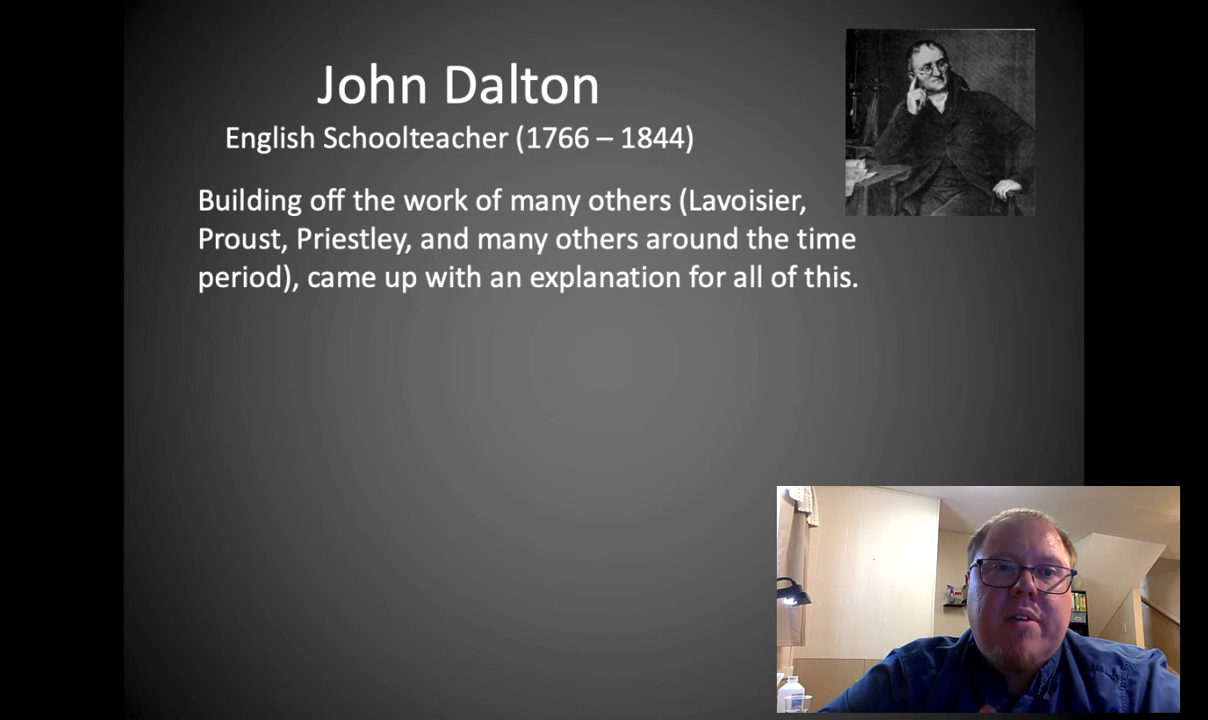 John Dalton
English Schoolteacher (1766 – 1844)
Building off the work of many others (Lavoisier,
Proust, Priestley, and many others around the time
period), came up with an explanation for all of this.